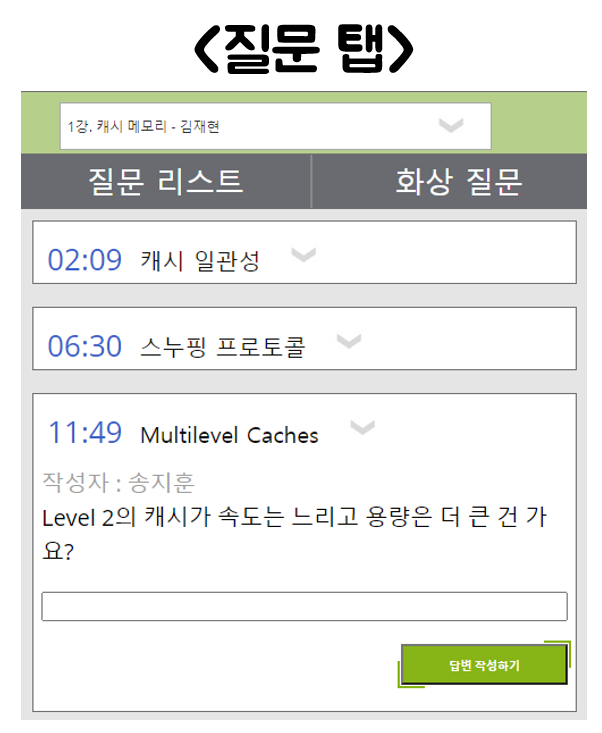 <질문 탭>
1강. 캐시 메모리 - 김재현
질문 리스트
화상 질문
02:09 캐시 일관성
06:30 스누핑 프로토콜
11:49 Multilevel Caches
작성자 : 송지훈
Level 2의 캐시가 속도는 느리고 용량은 더 큰 건 가
요?
답변 작성하기